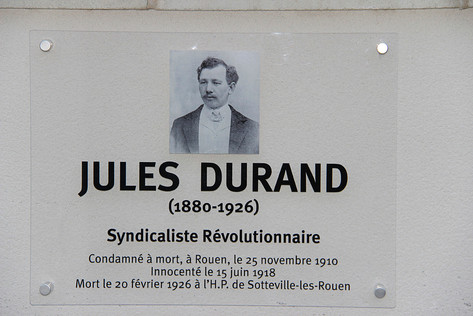 JULES DURAND
(1880-1926)
Syndicaliste Révolutionnaire
Condamné à mort, à Rouen, le 25 novembre 1910
Innocenté le 15 juin 1918
Mort le 20 février 1926 à l'H.P. de Sotteville-les-Rouen